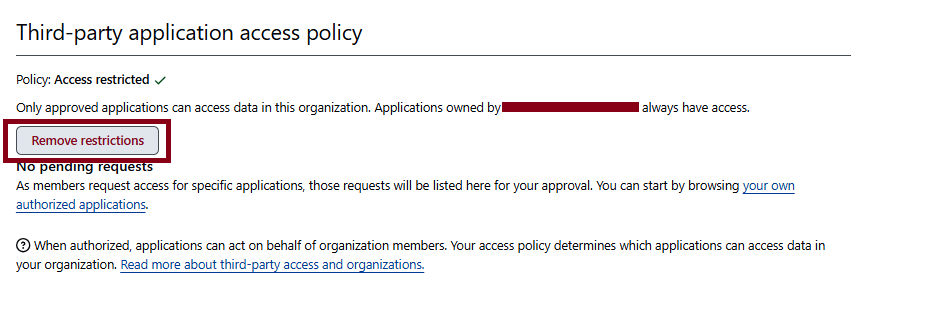 Third-party application access policy
Policy: Access restricted
Only approved applications can access data in this organization. Applications owned by always have access.
Remove restrictions
No pending requests
As members request access for specific applications, those requests will be listed here for your approval. You can start by browsing your own
authorized applications.
When authorized, applications can act on behalf of organization members. Your access policy determines which applications can access data in
your organization. Read more about third-party access and organizations.